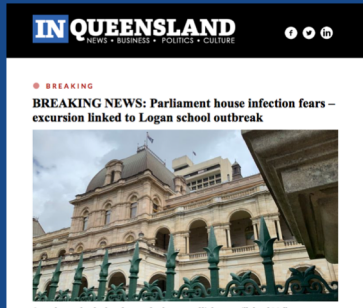 IN QUEENSLAND
NEWS • BUSINESS • POLITICS • CULTURE
BREAKING
BREAKING NEWS: Parliament house infection fears –
excursion linked to Logan school outbreak